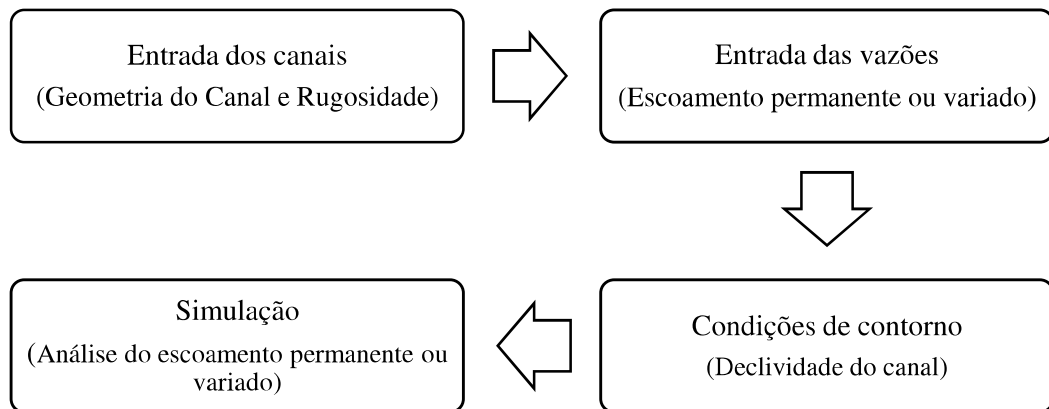 Entrada dos canais
(Geometria do Canal e Rugosidade)
Entrada das vazões
(Escoamento permanente ou variado)
Condições de contorno
(Declividade do canal)
Simulação
(Análise do escoamento permanente ou
variado)